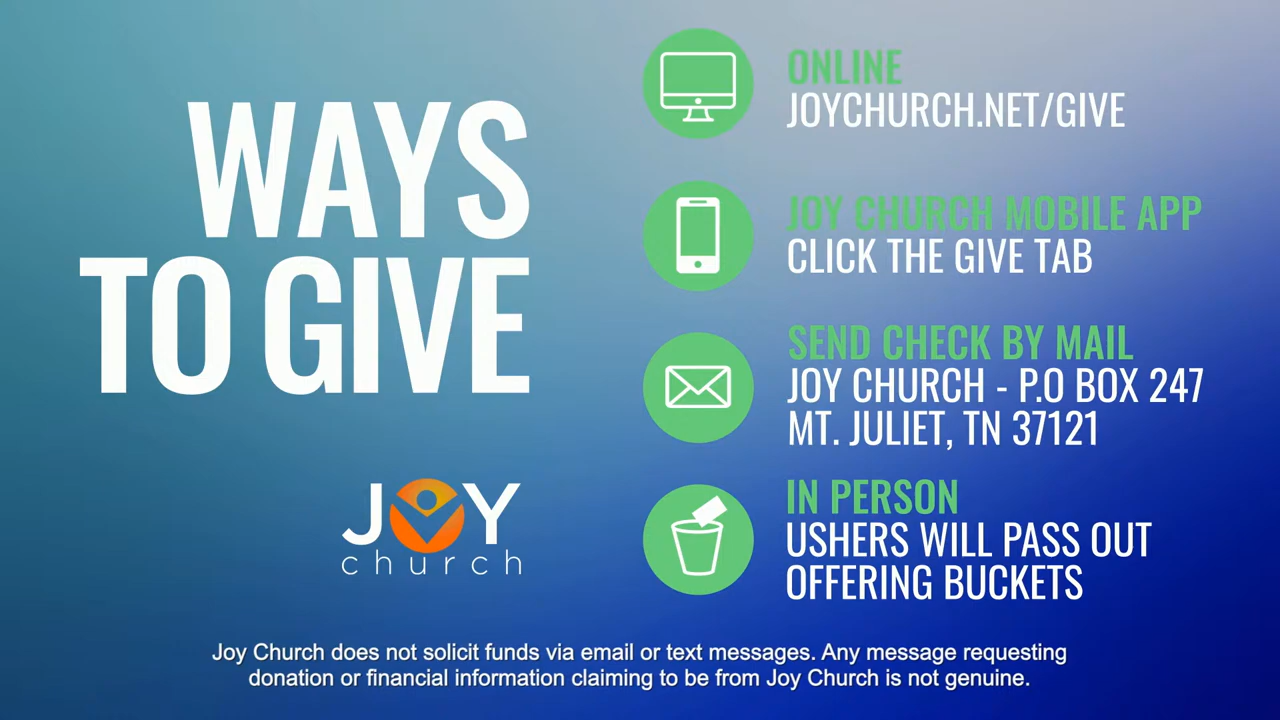 WAYS
TO GIVE
JOY
church
ONLINE
JOYCHURCH.NET/GIVE
JOY CHURCH MOBILE APP
CLICK THE GIVE TAB
SEND CHECK BY MAIL
JOY CHURCH - P.O BOX 247
MT. JULIET, TN 37121
IN PERSON
USHERS WILL PASS OUT
OFFERING BUCKETS
Joy Church does not solicit funds via email or text messages. Any message requesting
donation or financial information claiming to be from Joy Church is not genuine.